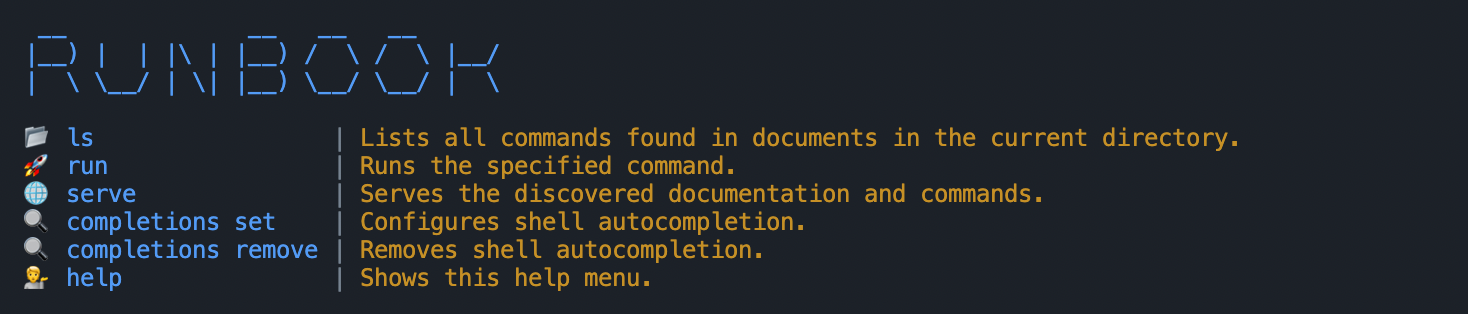 RUNBOOK
📂 ls | Lists all commands found in documents in the current directory.
🚀 run | Runs the specified command.
🌐 serve | Serves the discovered documentation and commands.
🔍 completions set | Configures shell autocompletion.
🔍 completions remove | Removes shell autocompletion.
💁 help | Shows this help menu.